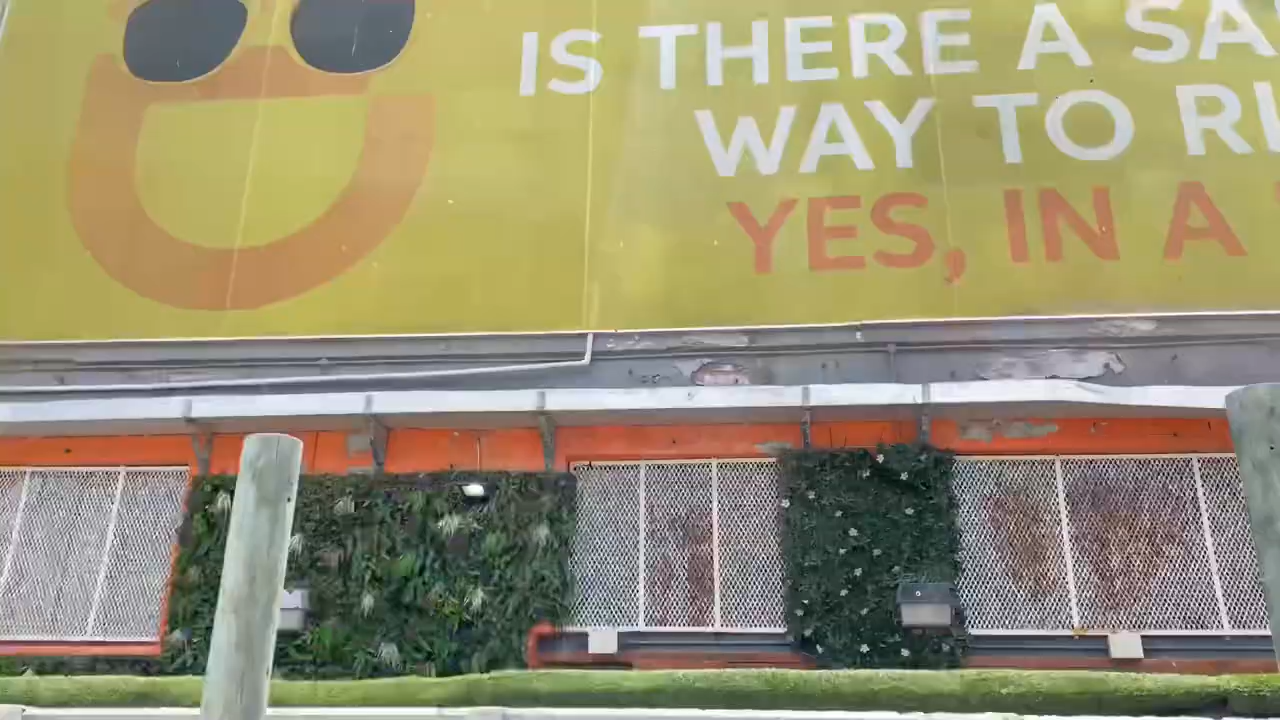 IS THERE A
WAY TO
YES, IN A